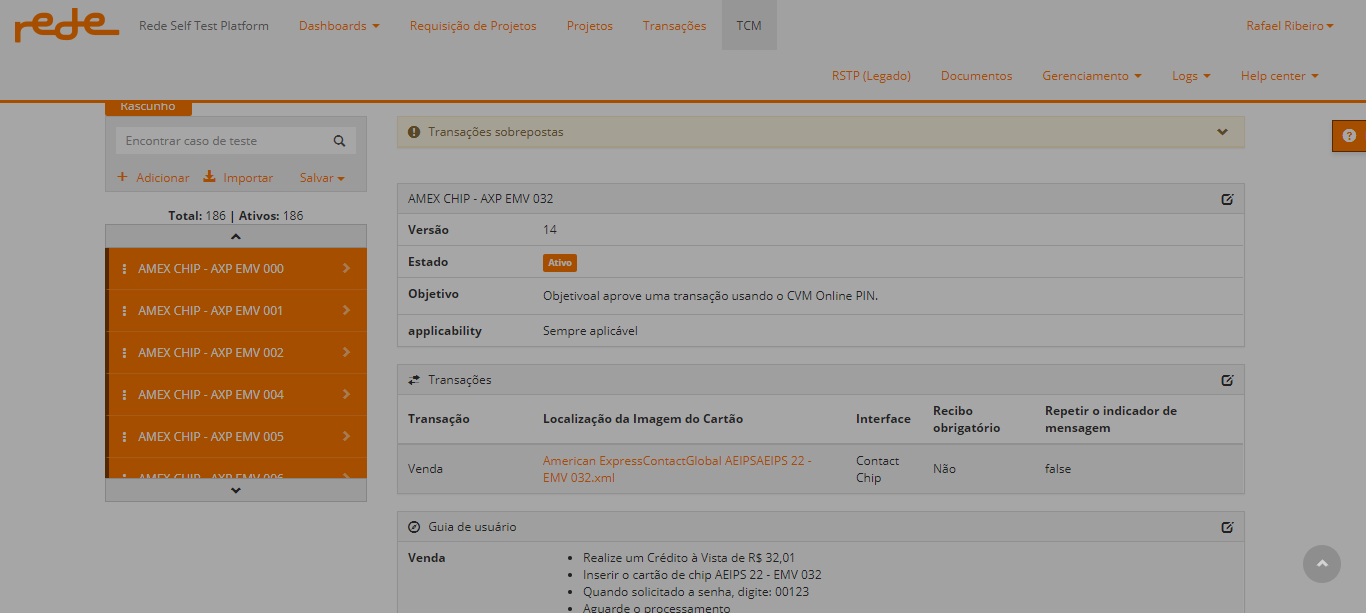 rede Rede Self Test Platform Dashboards Requisição de Projetos Projetos Transações TCM Rafael Ribeiro
RSTP (Legado) Documentos Gerenciamento Logs Help center
Rascunho
Encontrar caso de teste
Adicionar Importar Salvar
Total: 186 | Ativos: 186
AMEX CHIP - AXP EMV 000
AMEX CHIP - AXP EMV 001
AMEX CHIP - AXP EMV 002
AMEX CHIP - AXP EMV 004
AMEX CHIP - AXP EMV 005
AMEX CHIP - AXP EMV 006
Transações sobrepostas
AMEX CHIP - AXP EMV 032
Versão 14
Estado Ativo
Objetivo Objetivoal aprove uma transação usando o CVM Online PIN.
applicability Sempre aplicável
Transações
Transação Localização da Imagem do Cartão Interface Recibo obrigatório Repetir o indicador de mensagem
Venda American ExpressContactGlobal AEIPSAEIPS 22 - EMV 032.xml Contact Chip Não false
Guia de usuário
Venda
Realize um Crédito à Vista de R$ 32,01
Inserir o cartão de chip AEIPS 22 - EMV 032
Quando solicitado a senha, digite: 00123
Aguarde o processamento